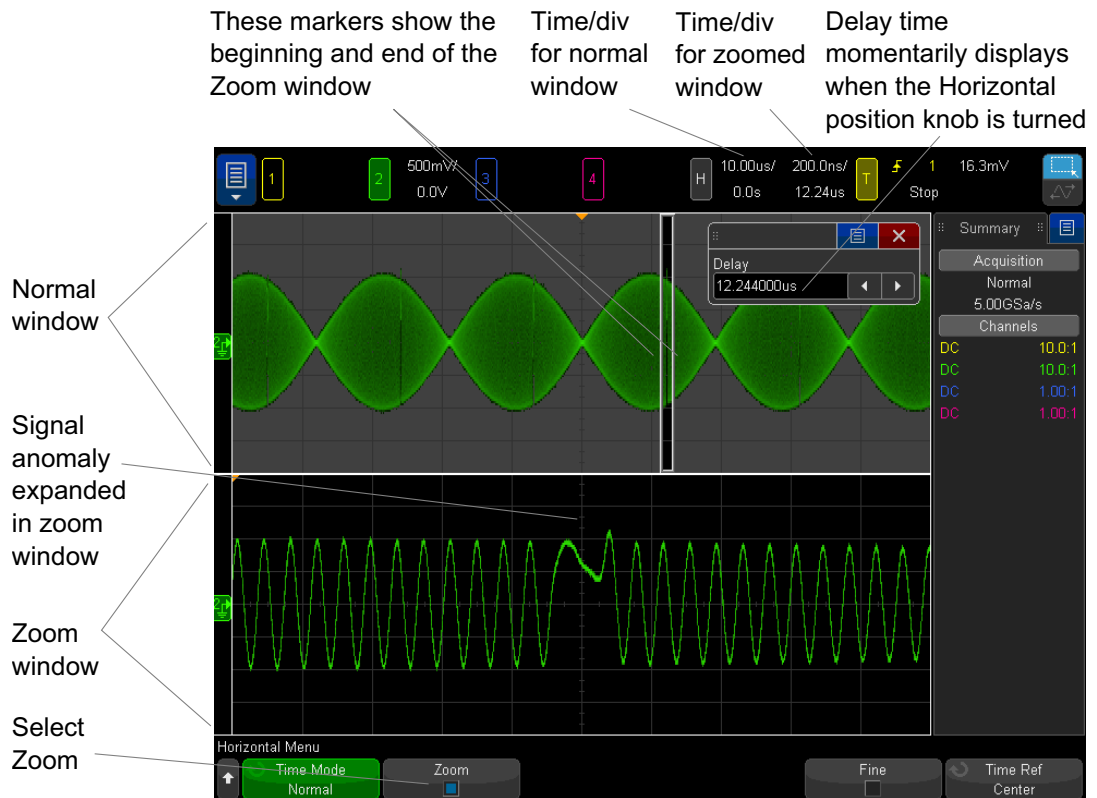 These markers show the
beginning and end of the
Zoom window
Time/div
for normal
window
Time/div
for zoomed
window
Delay time
momentarily displays
when the Horizontal
position knob is turned
1
2
500mV/
0.0V
3
4
H
10.00us/
0.0s
200.0ns/
12.24us
T
1
16.3mV
Stop
Normal
window
Delay
12.244000us
Summary
Acquisition
Normal
5.00GSa/s
Channels
DC 10.0:1
DC 10.0:1
DC 1.00:1
DC 1.00:1
2
Signal
anomaly
expanded
in zoom
window
2
Zoom
window
Select
Zoom
Horizontal Menu
Time Mode
Normal
Zoom
Fine
Time Ref
Center